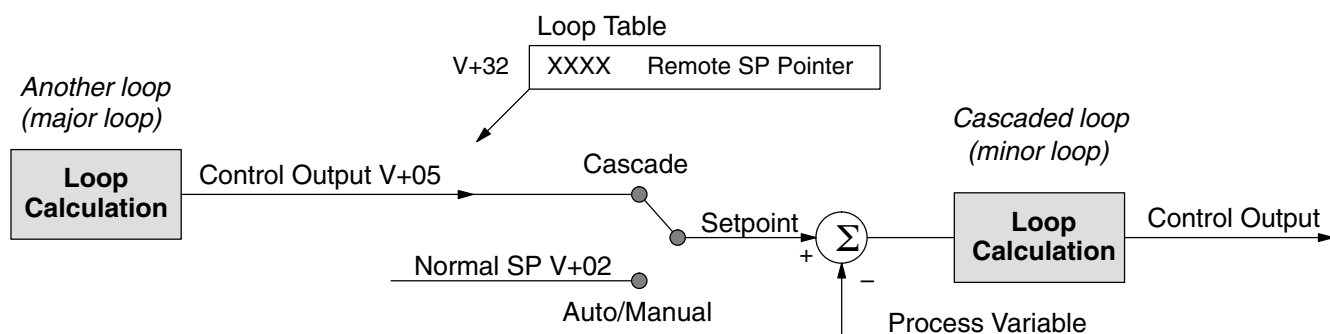 Loop Table
V+32 XXXX Remote SP Pointer
Another loop
(major loop)
Loop
Calculation
Control Output V+05
Cascade
Normal SP V+02
Auto/Manual
Setpoint
+
Σ
−
Process Variable
Cascaded loop
(minor loop)
Loop
Calculation
Control Output